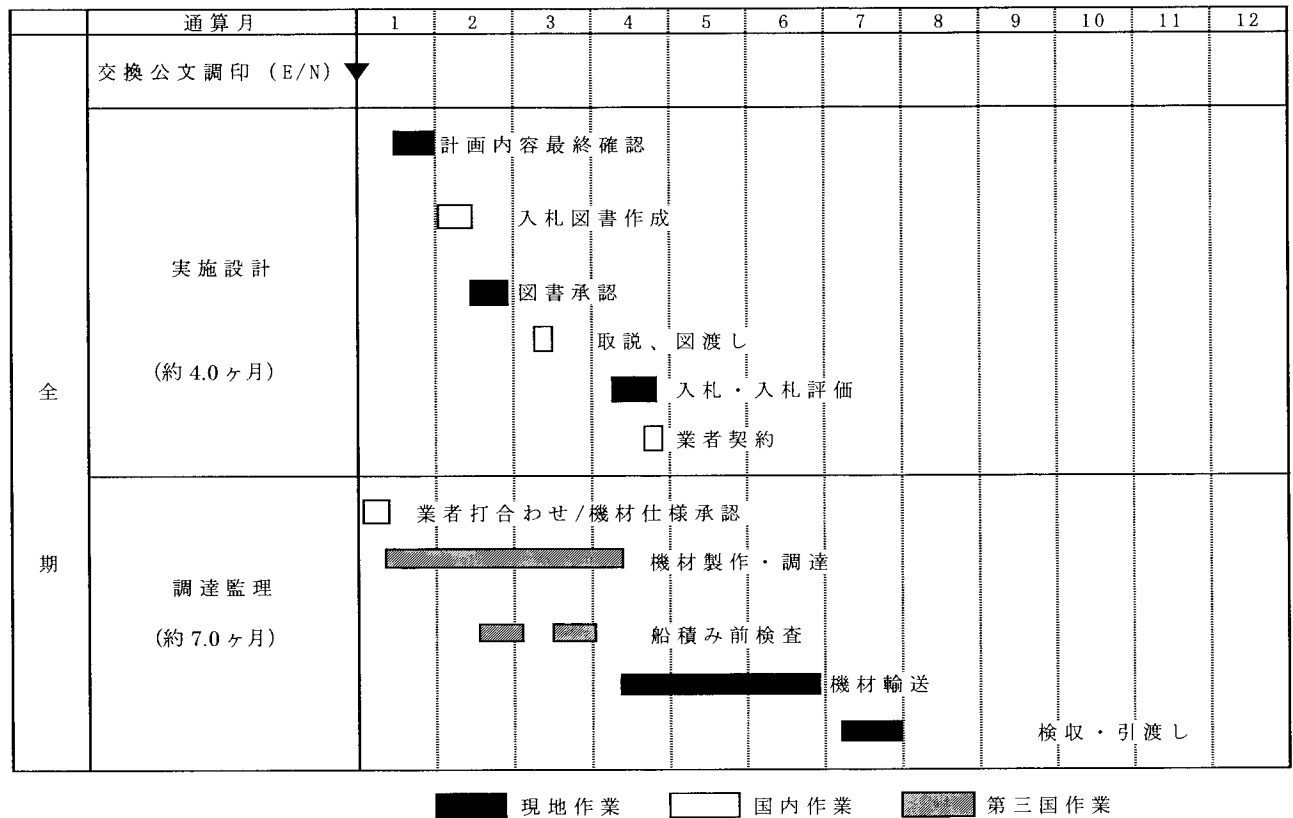 通算月 1 2 3 4 5 6 7 8 9 10 11 12
交換公文調印 (E/N)
計画内容最終確認
入札図書作成
実施設計
図書承認
取説、図渡し
(約 4.0 ヶ月)
入札・入札評価
全
業者契約
業者打合わせ/機材仕様承認
期
機材製作・調達
調達監理
(約 7.0 ヶ月)
船積み前検査
機材輸送
検収・引渡し
現地作業 国内作業 第三国作業